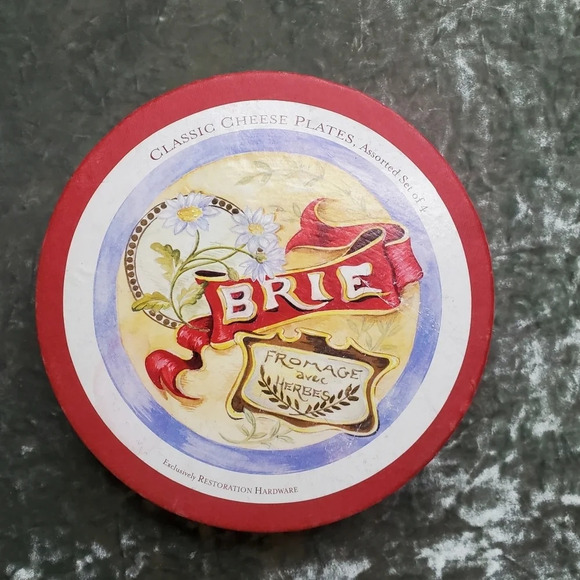 CLASSIC CHEESE PLATES, Assorted Set of 4
BRIE
FROMAGE
avec
HERBES
Exclusively RESTORATION HARDWARE